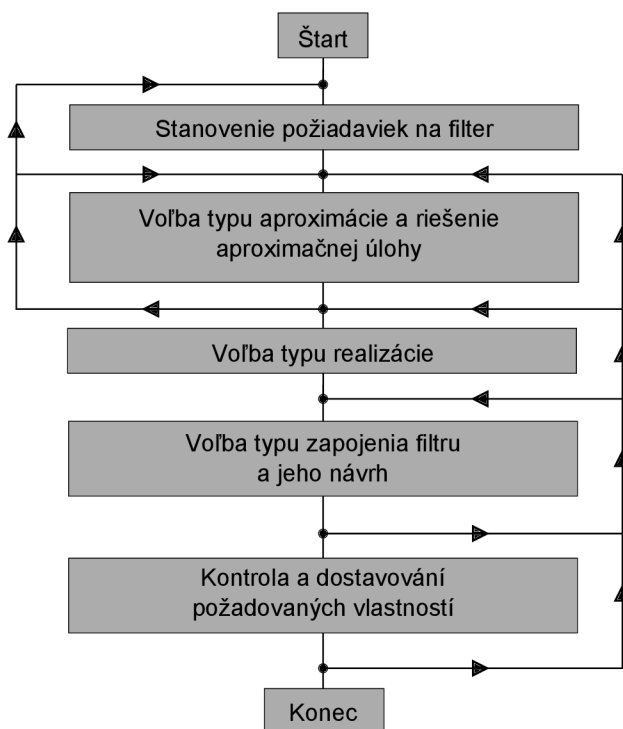 Štart
Stanovenie požiadaviek na filter
Voľba typu aproximácie a riešenie
aproximačnej úlohy
Voľba typu realizácie
Voľba typu zapojenia filtru
a jeho návrh
Kontrola a dostavování
požadovaných vlastností
Konec